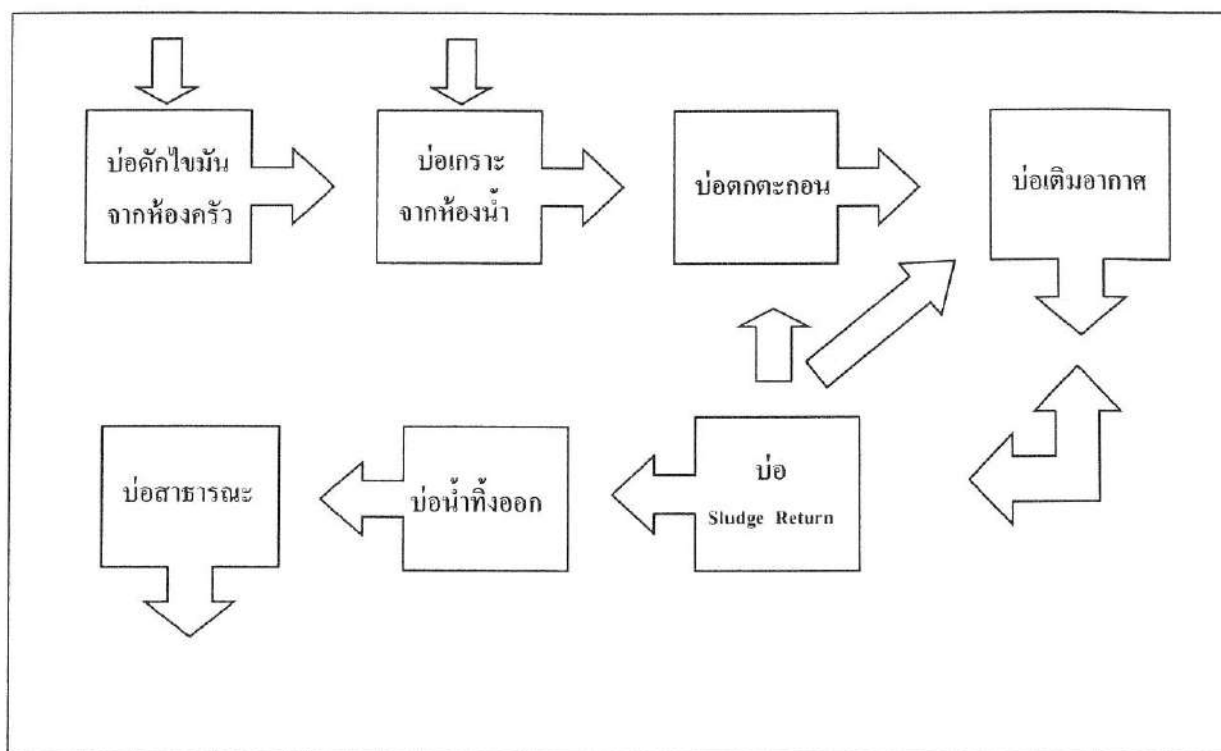 บ่อดักไขมัน
จากห้องครัว
บ่อเกราะ
จากห้องน้ำ
บ่อตกตะกอน
บ่อเติมอากาศ
บ่อสาธารณะ
บ่อน้ำทิ้งออก
บ่อ
Sludge Return